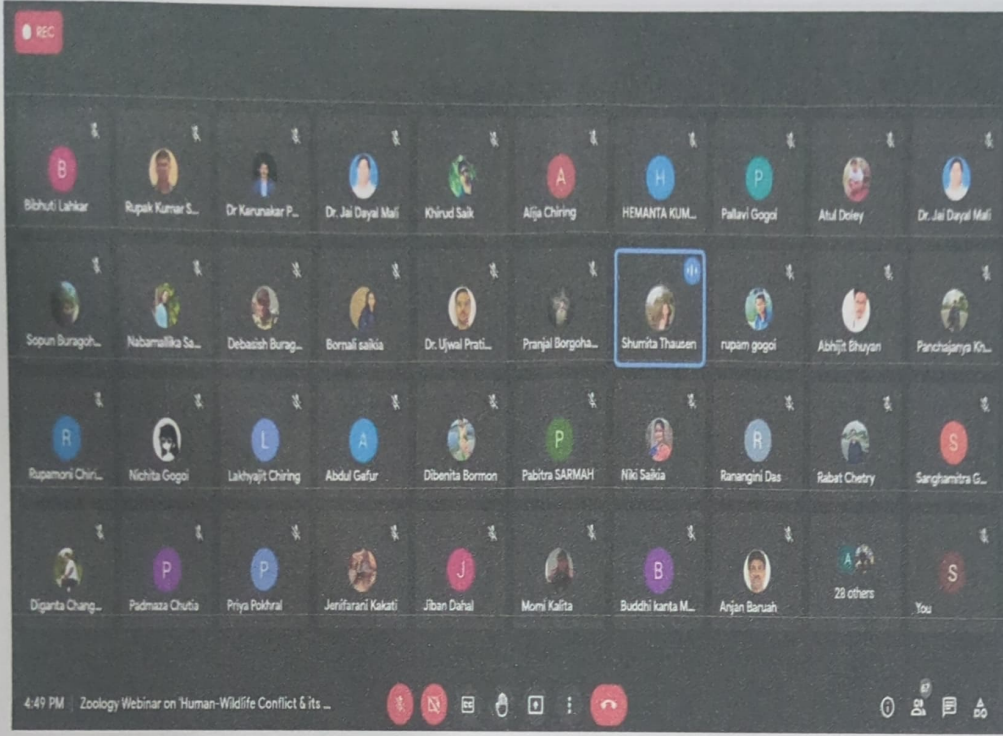 REC
B
A
H
P
Bibhuti Lahkar
Rupak Kumar S...
Dr Karunakar P...
Dr. Jai Dayal Mali
Khirud Saik
Alija Chiring
HEMANTA KUM...
Pallavi Gogoi
Atul Doley
Dr. Jai Dayal Mali
Sopun Buragoh...
Nabamallika Sa...
Debasish Burag...
Bornali saikia
Dr. Ujwal Prati...
Pranjal Borgoha...
Shumita Thausen
rupam gogoi
Abhijit Bhuyan
Panchajanya Kh...
R
L
A
P
R
S
Rupamoni Chiri...
Nichita Gogoi
Lakhyajit Chiring
Abdul Gafur
Dibenita Bormon
Pabitra SARMAH
Niki Saikia
Ranangini Das
Rabat Chetry
Sanghamitra G...
P
P
J
B
A
S
Diganta Chang...
Padmaza Chutia
Priya Pokhral
Jenifarani Kakati
Jiban Dahal
Momi Kalita
Buddhi kanta M...
Anjan Baruah
28 others
You
4:49 PM | Zoology Webinar on 'Human-Wildlife Conflict & its ...
CC
67